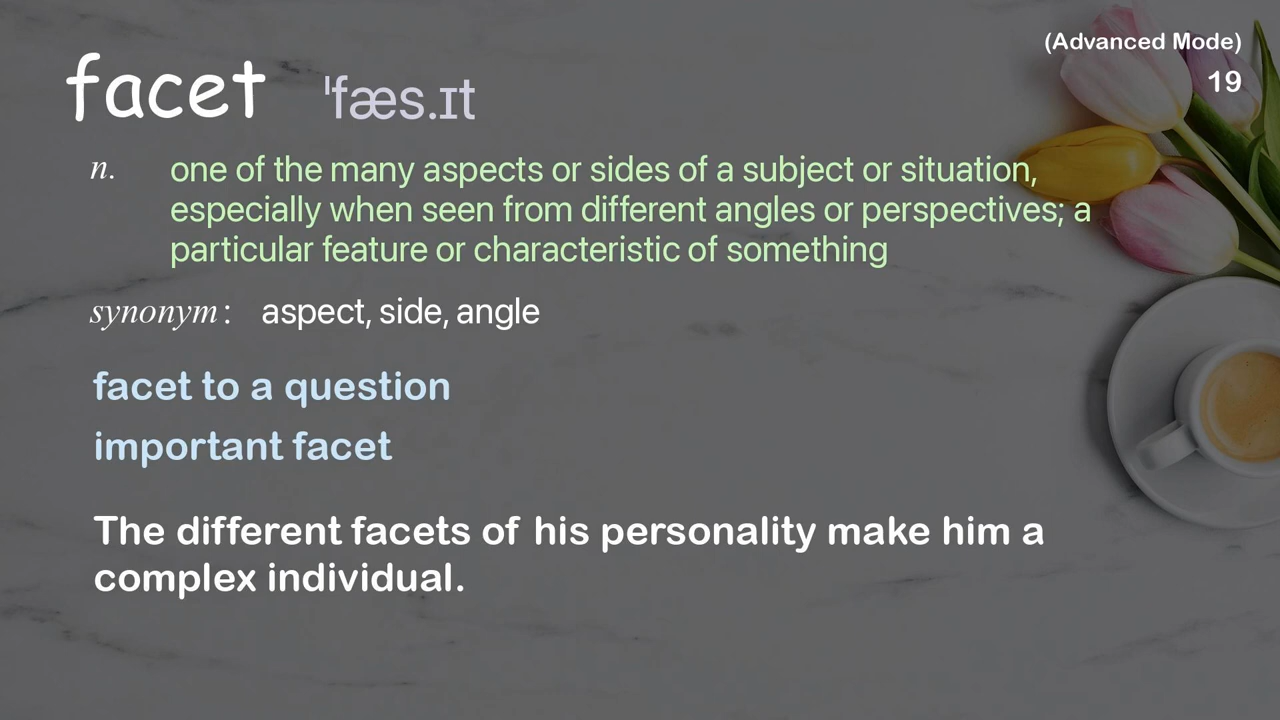 (Advanced Mode)
19
facet ˈfæs.ɪt
n. one of the many aspects or sides of a subject or situation,
especially when seen from different angles or perspectives; a
particular feature or characteristic of something
synonym: aspect, side, angle
facet to a question
important facet
The different facets of his personality make him a
complex individual.